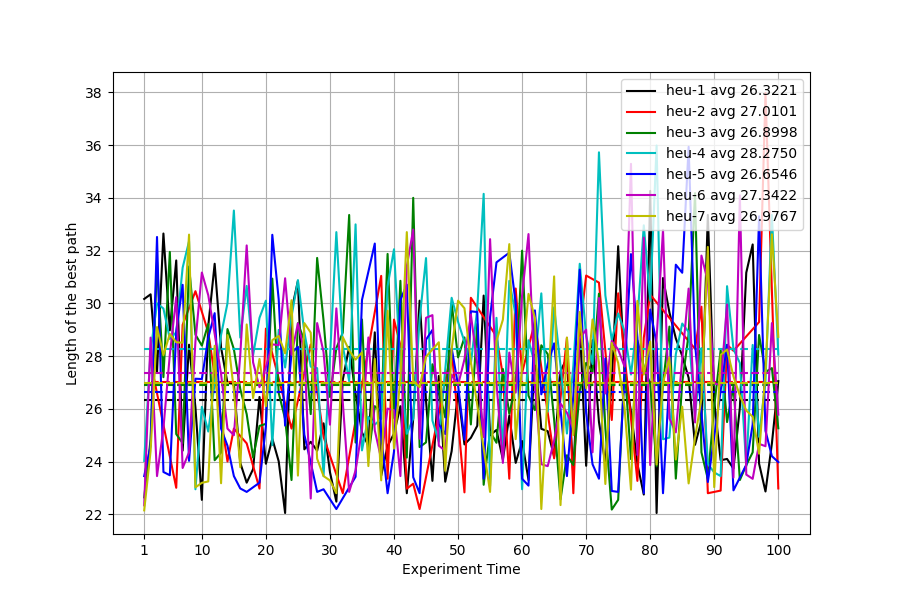 Length of the best path
38
36
34
32
30
28
26
24
22
heu-1 avg 26.3221
heu-2 avg 27.0101
heu-3 avg 26.8998
heu-4 avg 28.2750
heu-5 avg 26.6546
heu-6 avg 27.3422
heu-7 avg 26.9767
1 10 20 30 40 50 60 70 80 90 100
Experiment Time